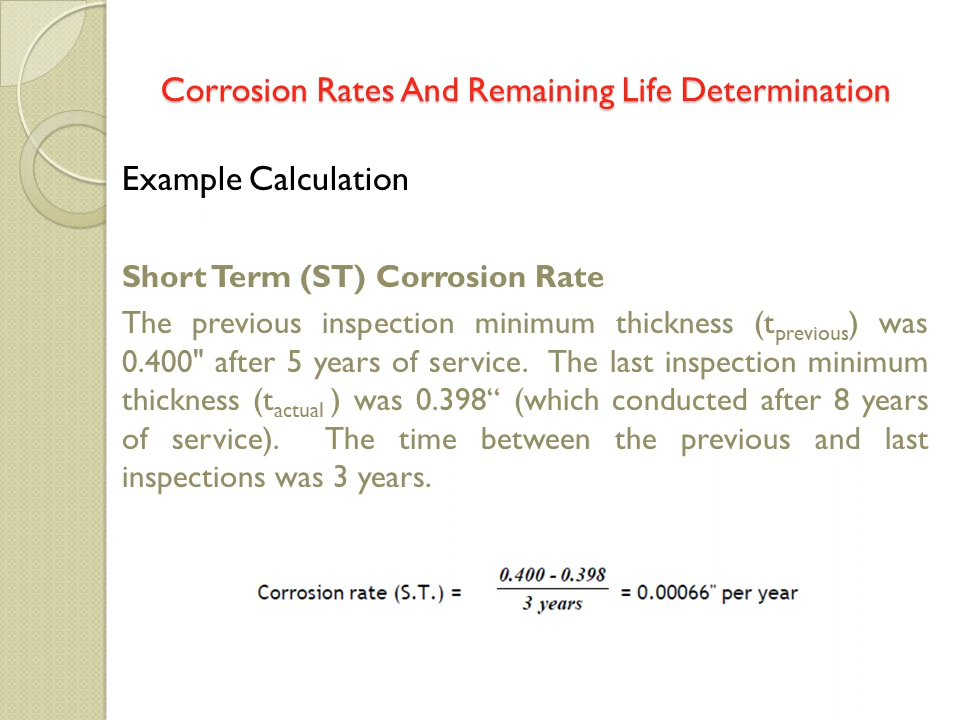 Corrosion Rates And Remaining Life Determination
Example Calculation
Short Term (ST) Corrosion Rate
The previous inspection minimum thickness (tprevious) was
0.400" after 5 years of service. The last inspection minimum
thickness (tactual ) was 0.398“ (which conducted after 8 years
of service). The time between the previous and last
inspections was 3 years.
Corrosion rate (S.T.) = 0.400 - 0.398 / 3 years = 0.00066" per year